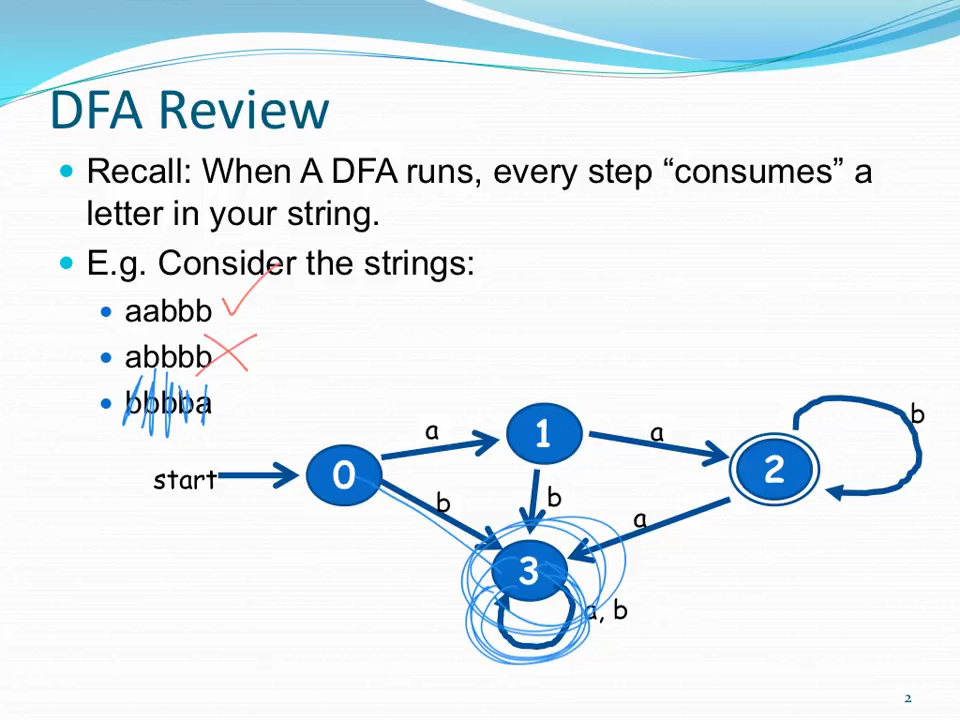 DFA Review
Recall: When A DFA runs, every step “consumes” a
letter in your string.
E.g. Consider the strings:
aabbb
abbbb
bbbba
start
0
a
1
a
2
b
b
b
a
3
a, b
2